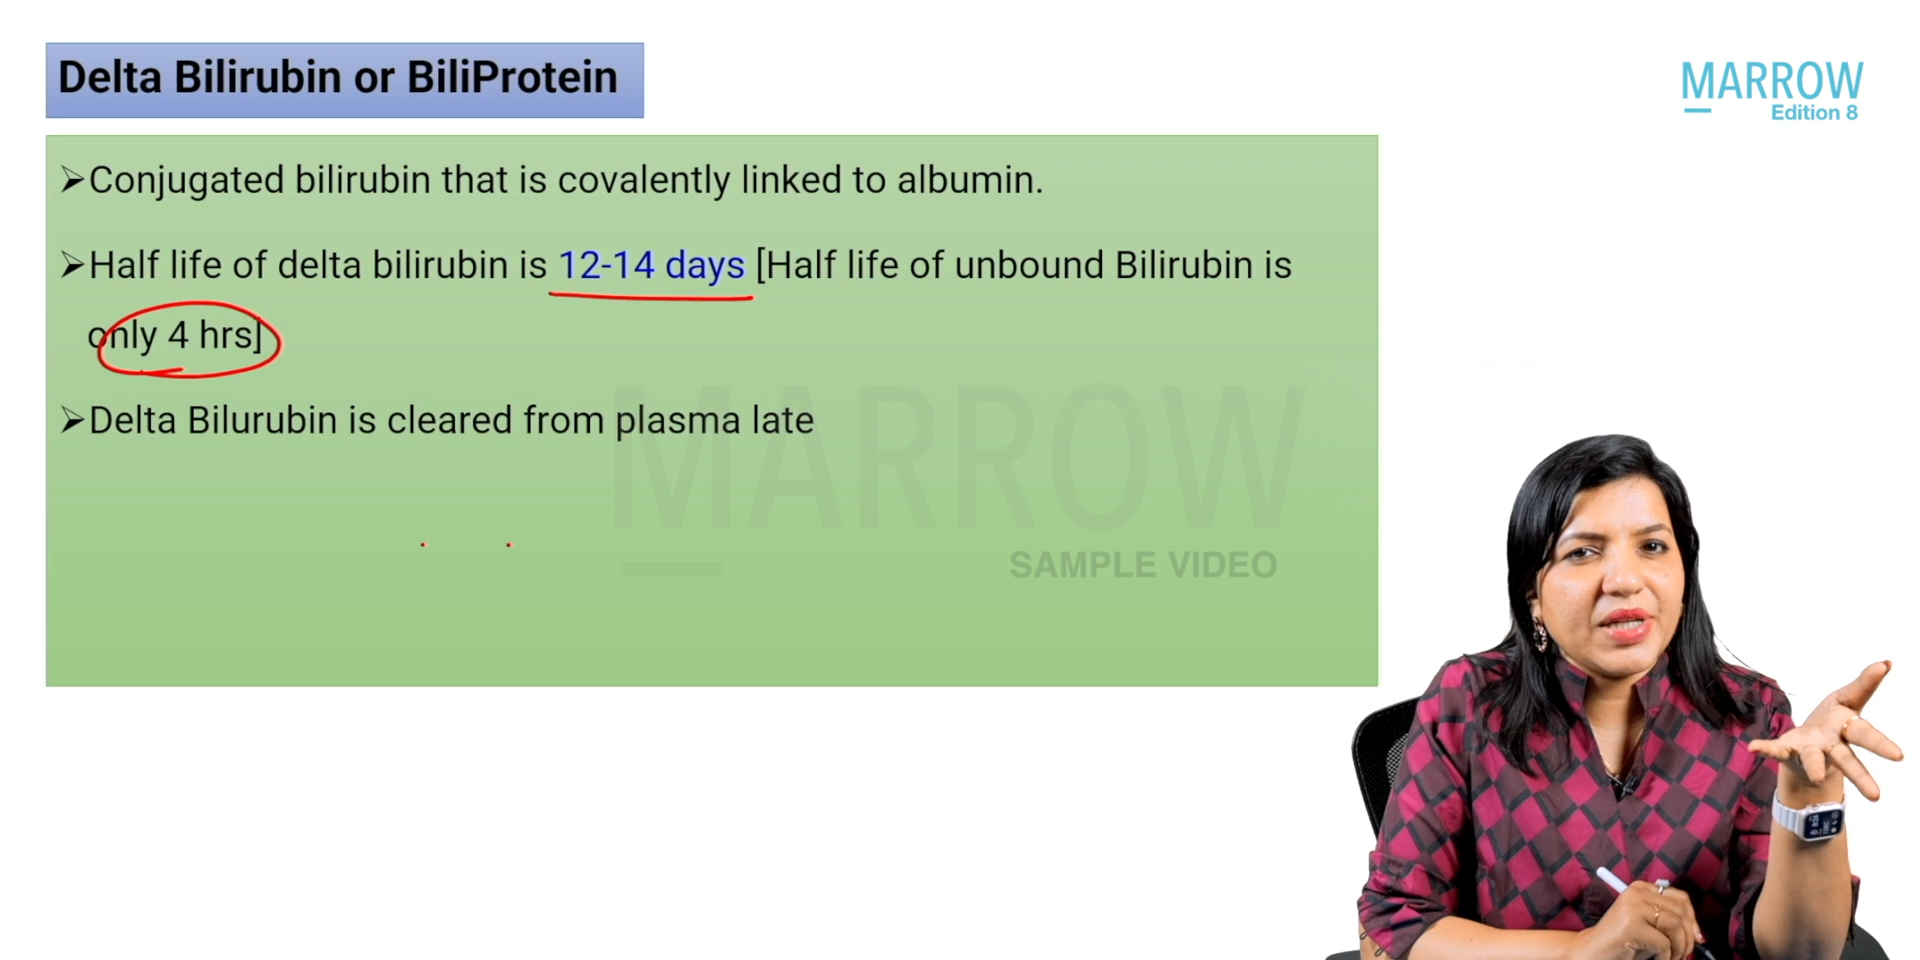 Delta Bilirubin or BiliProtein
MARROW
Edition 8
➢Conjugated bilirubin that is covalently linked to albumin.
➢Half life of delta bilirubin is 12-14 days [Half life of unbound Bilirubin is
only 4 hrs]
➢Delta Bilurubin is cleared from plasma late
MARROW
SAMPLE VIDEO